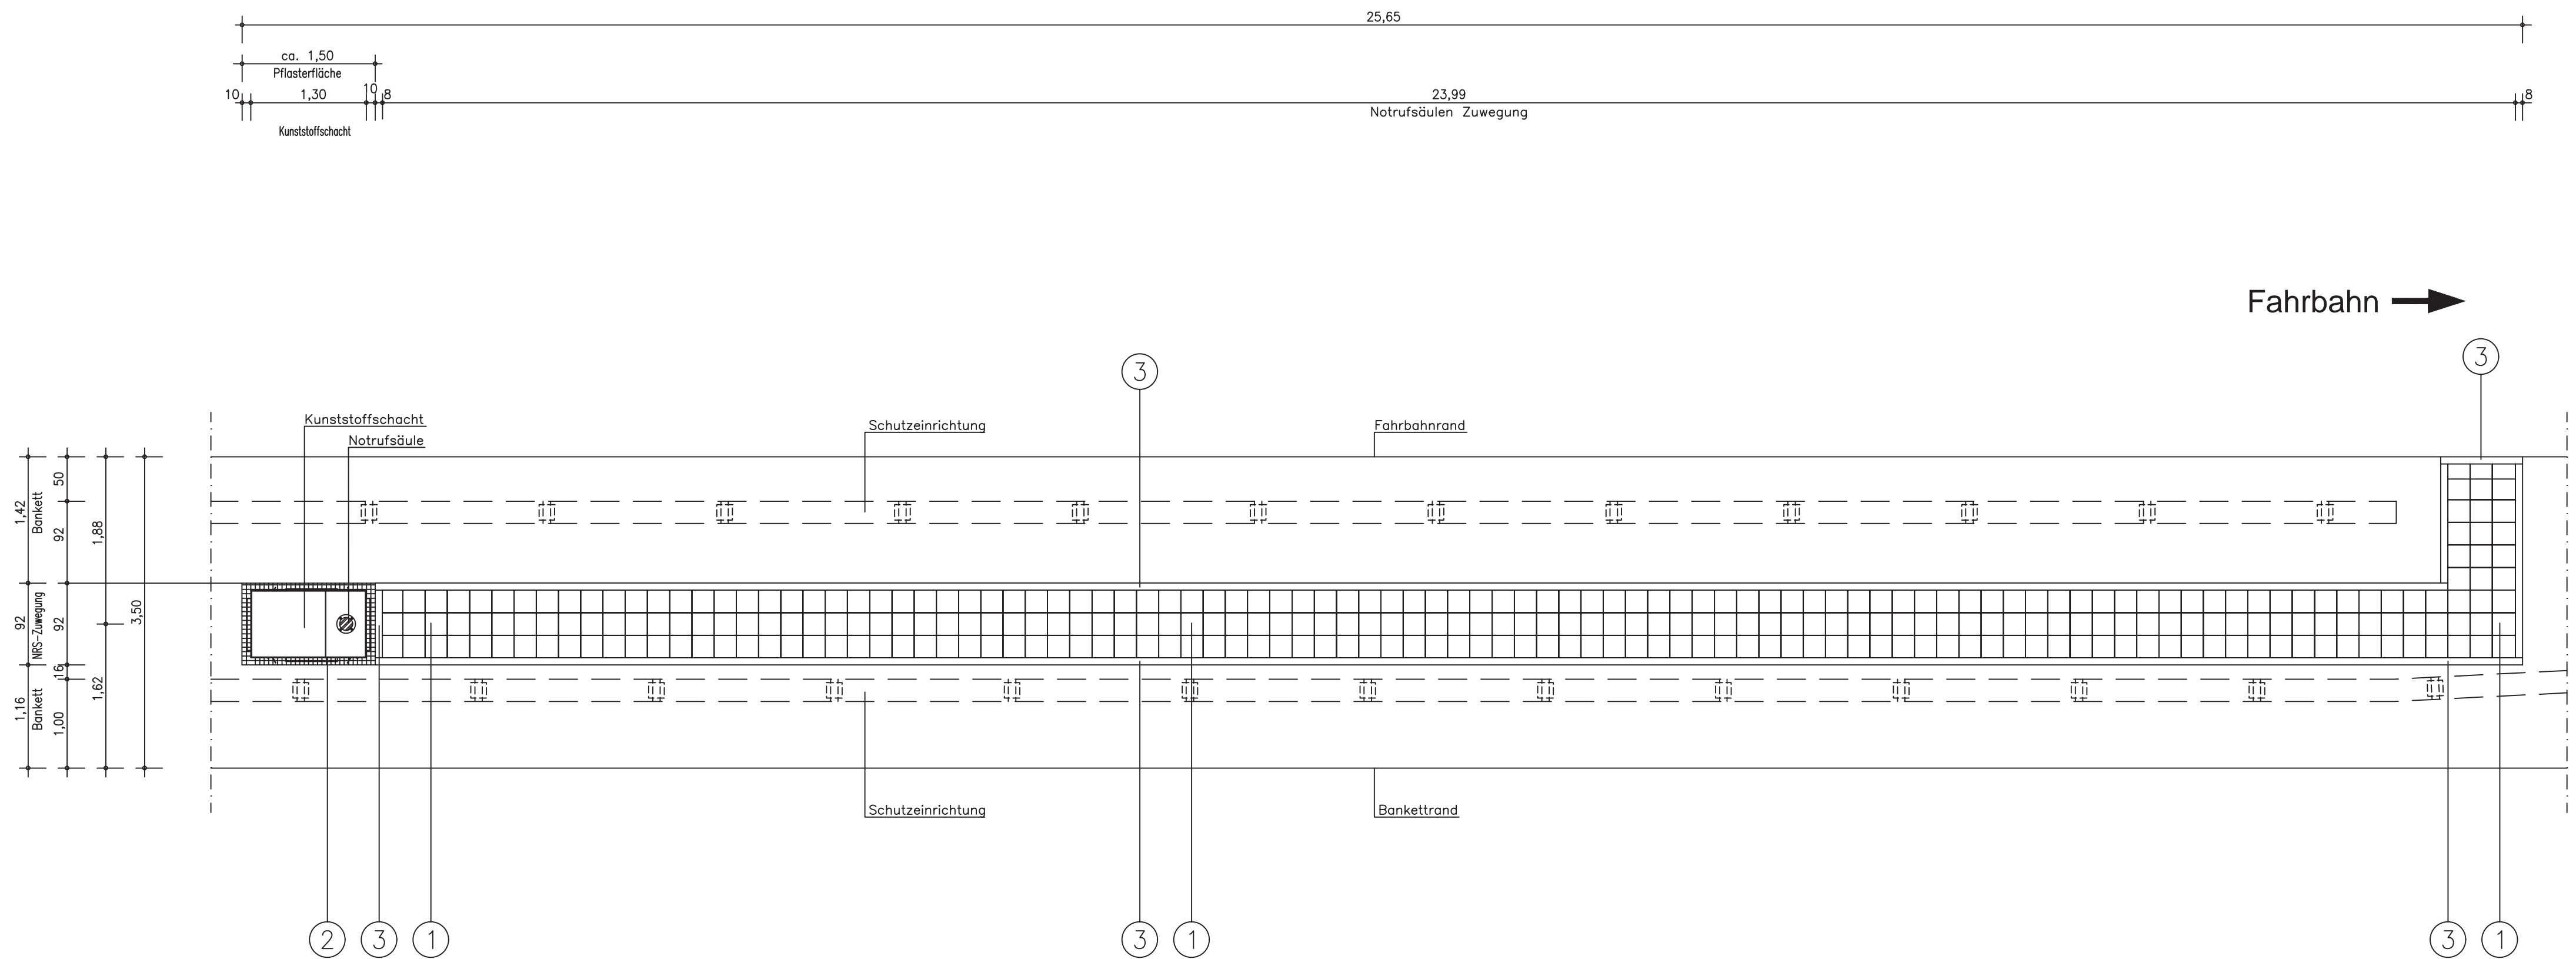 25,65
ca. 1,50
Pflasterfläche
10
1,30
10
8
23,99
8
Kunststoffschacht
Notrufsäulen Zuwegung
Fahrbahn
3
3
Kunststoffschacht
Notrufsäule
Schutzeinrichtung
Fahrbahnrand
1,42
Bankett
50
92
1,88
3,50
92
NRS-Zuwegung
92
16
1,62
1,16
Bankett
1,00
Schutzeinrichtung
Bankettrand
2
3
1
3
1
3
1